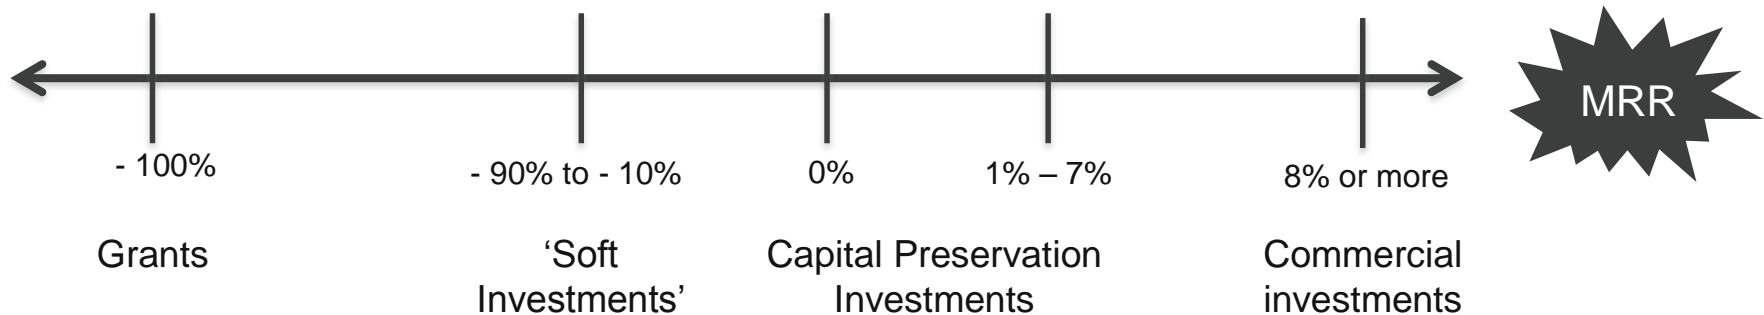 MRR
- 100%
- 90% to - 10%
0%
1% – 7%
8% or more
Grants
‘Soft
Investments’
Capital Preservation
Investments
Commercial
investments